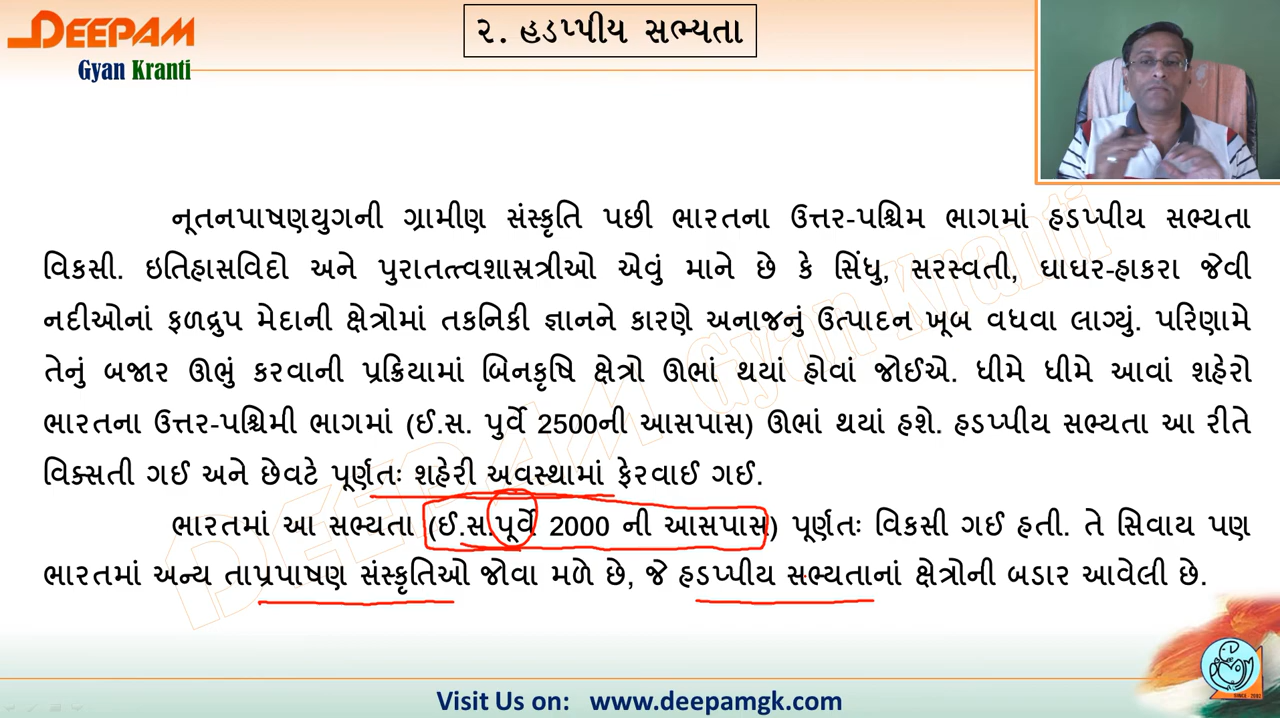 DEEPAM
Gyan Kranti
૨. હડપ્પીય સભ્યતા
નૂતનપાષણયુગની ગ્રામીણ સંસ્કૃતિ પછી ભારતના ઉત્તર-પશ્ચિમ ભાગમાં હડપ્પીય સભ્યતા
વિકસી. ઇતિહાસવિદો અને પુરાતત્ત્વશાસ્ત્રીઓ એવું માને છે કે સિંધુ, સરસ્વતી, ઘાઘર-હાકરા જેવી
નદીઓનાં ફળદ્રુપ મેદાની ક્ષેત્રોમાં તકનિકી જ્ઞાનને કારણે અનાજનું ઉત્પાદન ખૂબ વધવા લાગ્યું. પરિણામે
તેનું બજાર ઊભું કરવાની પ્રક્રિયામાં બિનકૃષિ ક્ષેત્રો ઊભાં થયાં હોવાં જોઈએ. ધીમે ધીમે આવાં શહેરો
ભારતના ઉત્તર-પશ્ચિમી ભાગમાં (ઈ.સ. પુર્વે 2500ની આસપાસ) ઊભાં થયાં હશે. હડપ્પીય સભ્યતા આ રીતે
વિક્સતી ગઈ અને છેવટે પૂર્ણતઃ શહેરી અવસ્થામાં ફેરવાઈ ગઈ.
ભારતમાં આ સભ્યતા (ઈ.સ.પૂર્વે 2000 ની આસપાસ) પૂર્ણતઃ વિકસી ગઈ હતી. તે સિવાય પણ
ભારતમાં અન્ય તાપ્રપાષણ સંસ્કૃતિઓ જોવા મળે છે, જે હડપ્પીય સભ્યતાનાં ક્ષેત્રોની બડાર આવેલી છે.
DEEPAM Gyan Kranti
Visit Us on: www.deepamgk.com